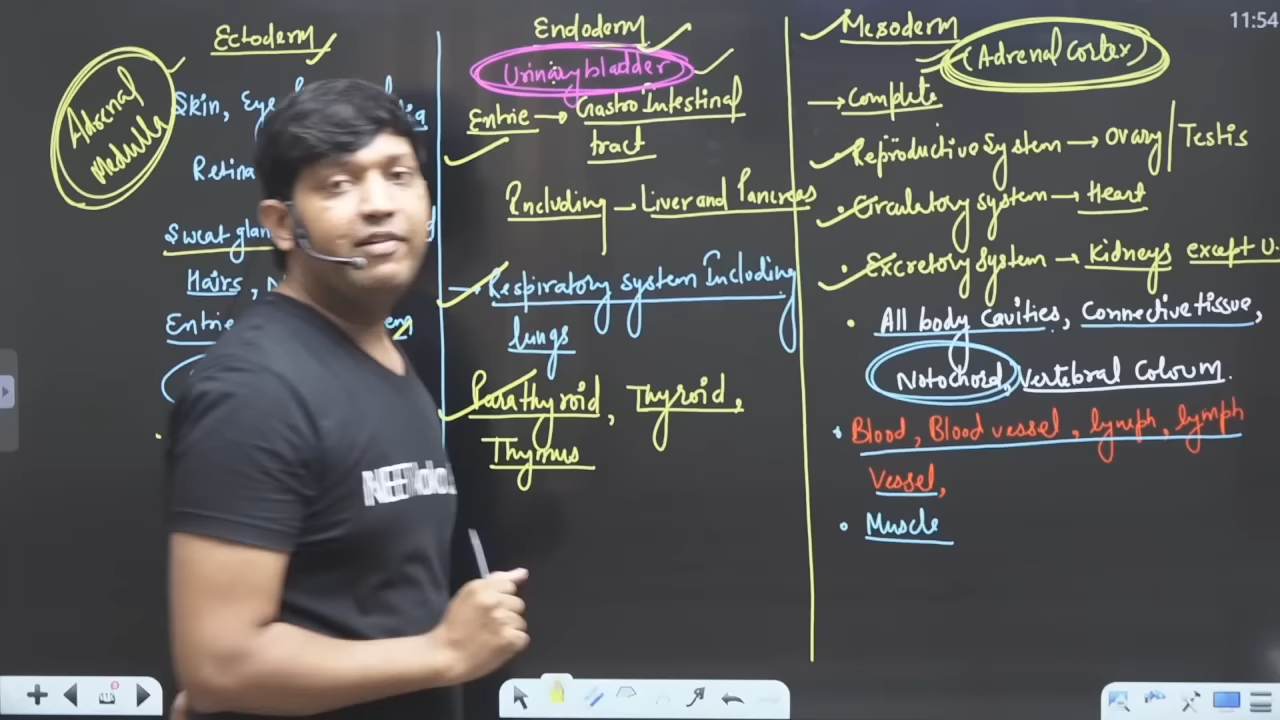 11:54
Ectoderm
Adrenal
Medulla
Skin, Eye
Retina
Sweat glan
Hairs,
Entire
Endoderm
Urinary bladder
Entrie → Gastro Intestinal
tract
Including — Liver and Pancreas
→ Respiratory system Including
lungs
Parathyroid, Thyroid,
Thymus
Mesoderm
(Adrenal Cortex)
→ Complete
Reproductive System → Ovary / Testis
• Circulatory system → Heart
• Excretory system → Kidneys except U.
• All body cavities, Connective tissue,
Notochord, Vertebral Coloum.
• Blood, Blood vessel, lymph, lymph
Vessel,
• Muscle